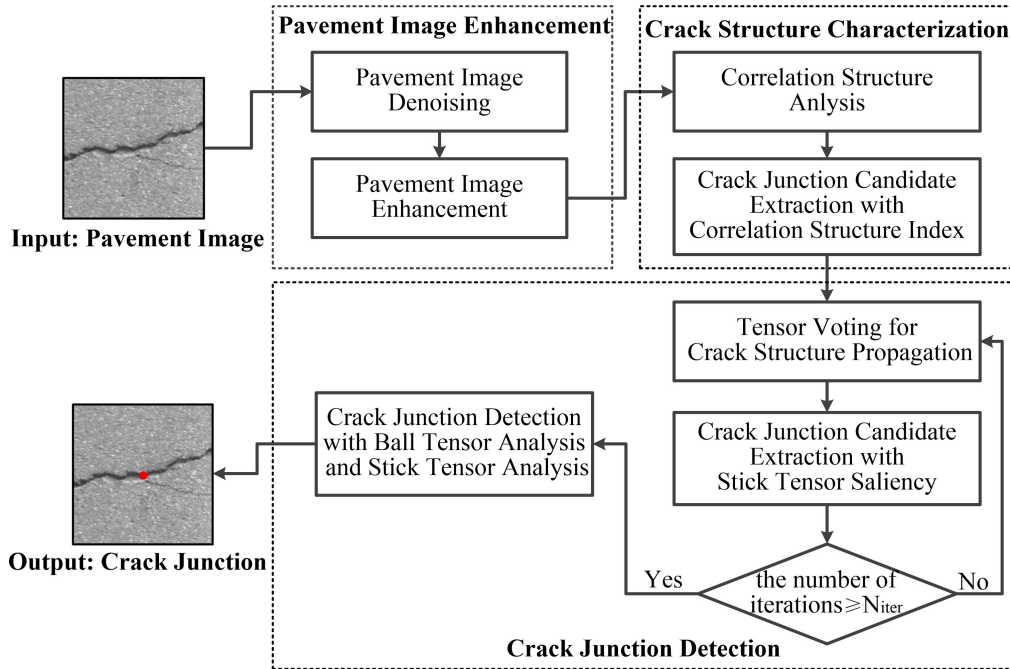 Pavement Image Enhancement
Crack Structure Characterization
Pavement Image
Denoising
Correlation Structure
Anlysis
Pavement Image
Enhancement
Crack Junction Candidate
Extraction with
Correlation Structure Index
Input: Pavement Image
Tensor Voting for
Crack Structure Propagation
Crack Junction Detection
with Ball Tensor Analysis
and Stick Tensor Analysis
Crack Junction Candidate
Extraction with
Stick Tensor Saliency
Output: Crack Junction
Yes
the number of
iterations≥Niter
No
Crack Junction Detection